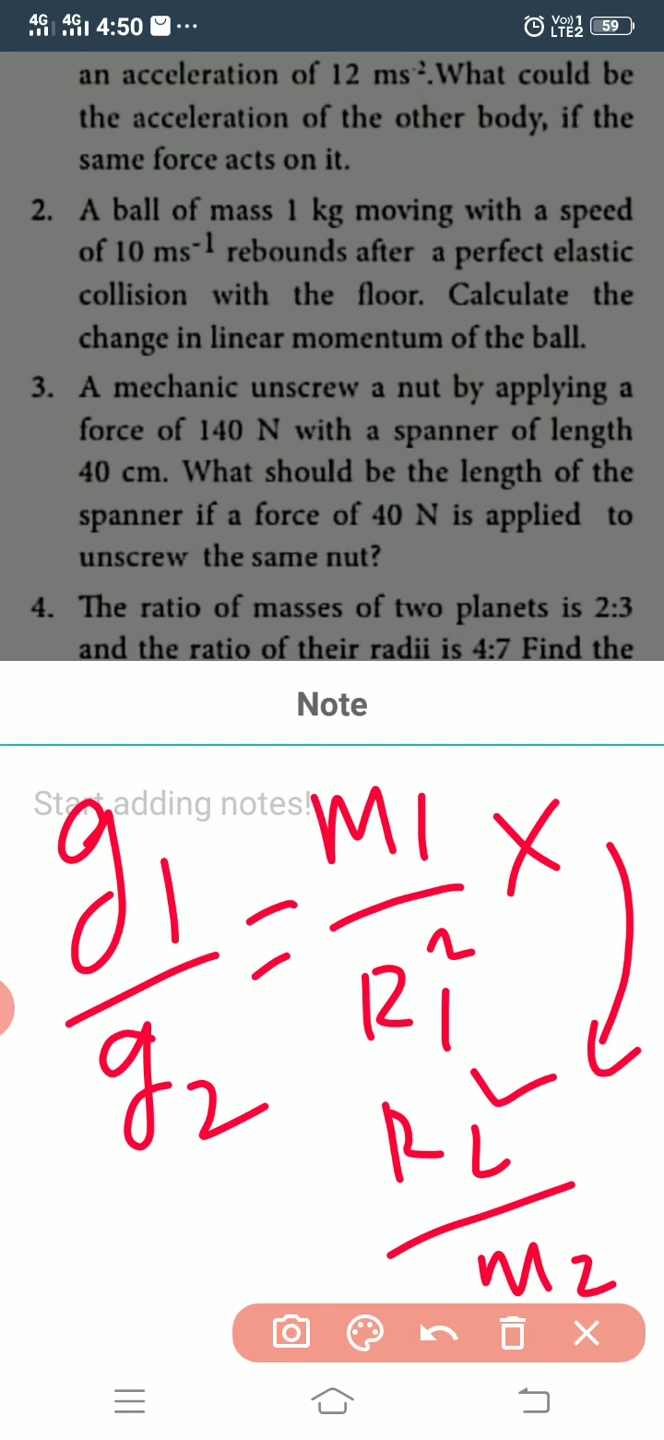 4G 4G 4:50 ... Vo)) 1 LTE2 59
an acceleration of 12 ms⁻².What could be
the acceleration of the other body, if the
same force acts on it.
2. A ball of mass 1 kg moving with a speed
of 10 ms⁻¹ rebounds after a perfect elastic
collision with the floor. Calculate the
change in linear momentum of the ball.
3. A mechanic unscrew a nut by applying a
force of 140 N with a spanner of length
40 cm. What should be the length of the
spanner if a force of 40 N is applied to
unscrew the same nut?
4. The ratio of masses of two planets is 2:3
and the ratio of their radii is 4:7 Find the
Note
Start adding notes!
g1/g2 = M1/R1² ×
R2²/M2